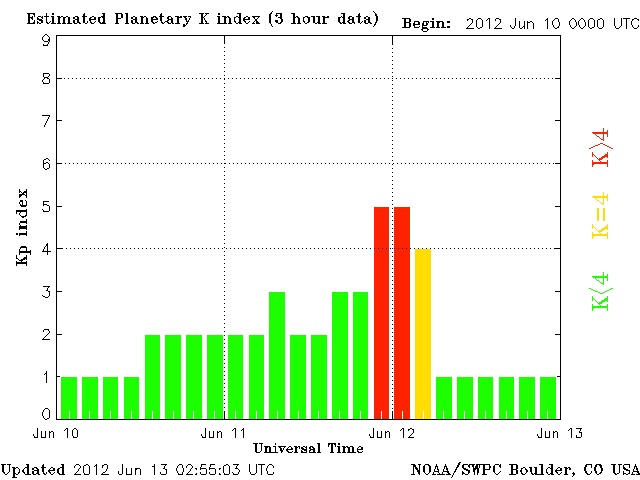 Estimated Planetary K index (3 hour data) Begin: 2012 Jun 10 0000 UTC
9
8
7
6
5
4
3
2
1
0
Kp index
K>4
K=4
K<4
Jun 10 Jun 11 Jun 12 Jun 13
Universal Time
Updated 2012 Jun 13 02:55:03 UTC NOAA/SWPC Boulder, CO USA